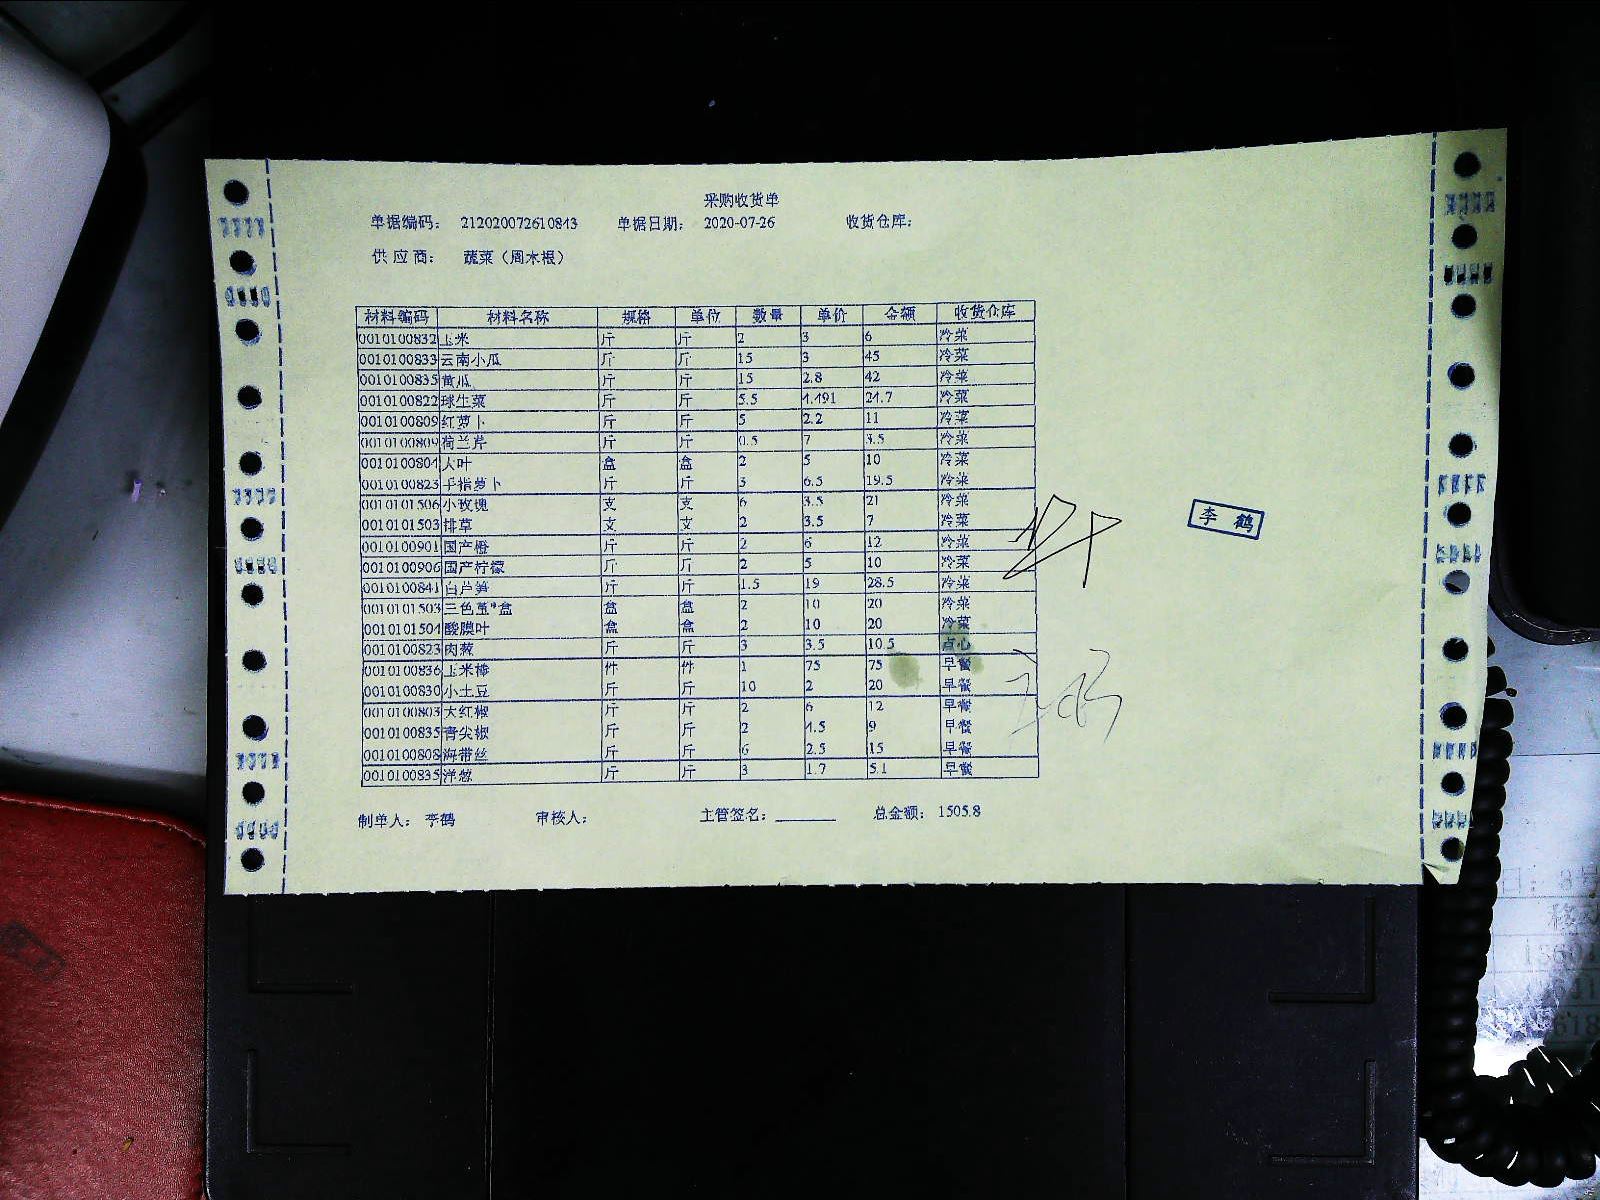 采购收货单
单据编码： 212020072610843 单据日期： 2020-07-26 收货仓库：
供 应 商： 蔬菜（周木根）
材料编码 材料名称 规格 单位 数量 单价 金额 收货仓库
0010100832 玉米 斤 斤 2 3 6 冷菜
0010100833 云南小瓜 斤 斤 15 3 45 冷菜
0010100835 黄瓜 斤 斤 15 2.8 42 冷菜
0010100822 球生菜 斤 斤 5.5 4.491 24.7 冷菜
0010100809 红萝卜 斤 斤 5 2.2 11 冷菜
0010100809 荷兰芹 斤 斤 0.5 7 3.5 冷菜
0010100804 大叶 盒 盒 2 5 10 冷菜
0010100823 手指萝卜 斤 斤 3 6.5 19.5 冷菜
0010101506 小玫瑰 支 支 6 3.5 21 冷菜
0010101503 排草 支 支 2 3.5 7 冷菜
0010100901 国产橙 斤 斤 2 6 12 冷菜
0010100906 国产柠檬 斤 斤 2 5 10 冷菜
0010100841 白芦笋 斤 斤 1.5 19 28.5 冷菜
0010101503 三色堇*盒 盒 盒 2 10 20 冷菜
0010101504 酸膜叶 盒 盒 2 10 20 冷菜
0010100823 肉葱 斤 斤 3 3.5 10.5 点心
0010100836 玉米棒 件 件 1 75 75 早餐
0010100830 小土豆 斤 斤 10 2 20 早餐
0010100803 大红椒 斤 斤 2 6 12 早餐
0010100835 青尖椒 斤 斤 2 4.5 9 早餐
0010100808 海带丝 斤 斤 6 2.5 15 早餐
0010100835 洋葱 斤 斤 3 1.7 5.1 早餐
制单人： 李鹤 审核人： 主管签名：________ 总金额： 1505.8
李 鹤